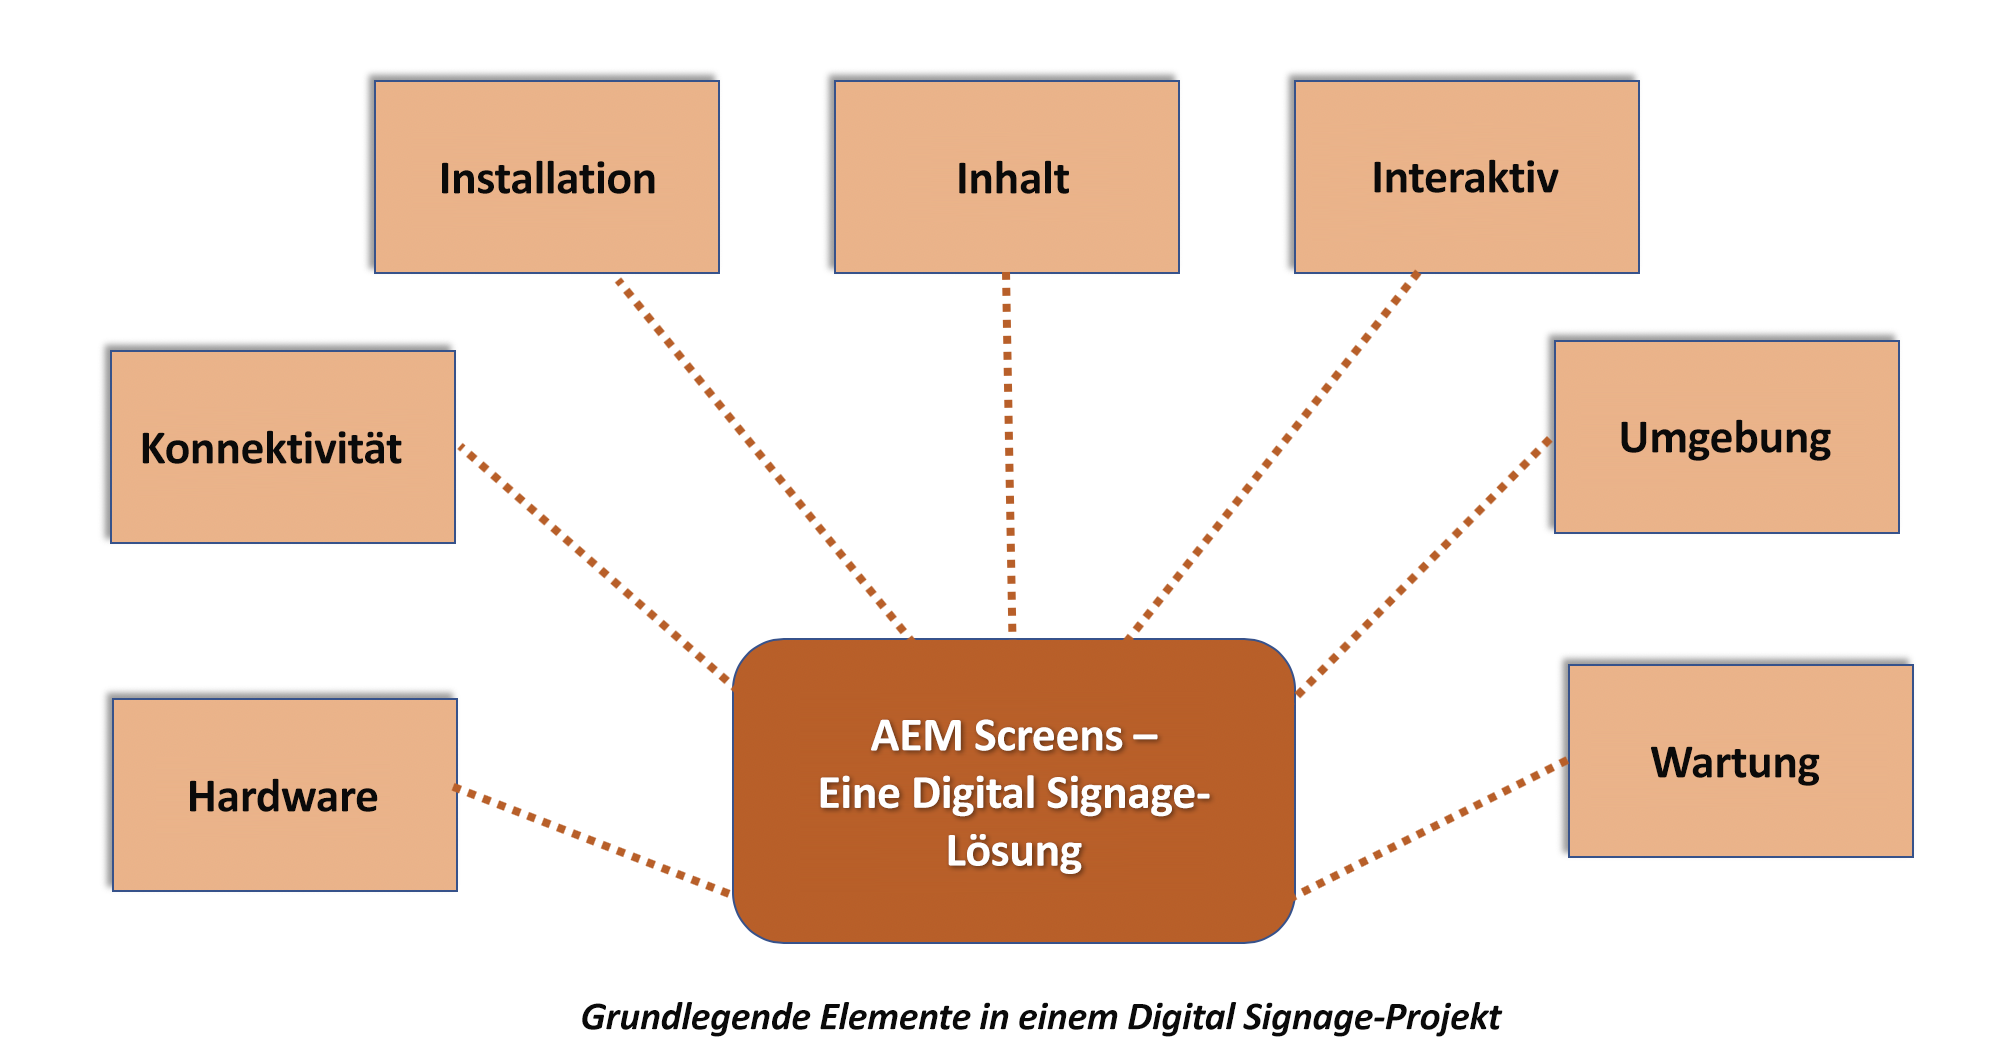 Installation
Inhalt
Interaktiv
Konnektivität
Umgebung
Hardware
Wartung
AEM Screens –
Eine Digital Signage-
Lösung
Grundlegende Elemente in einem Digital Signage-Projekt